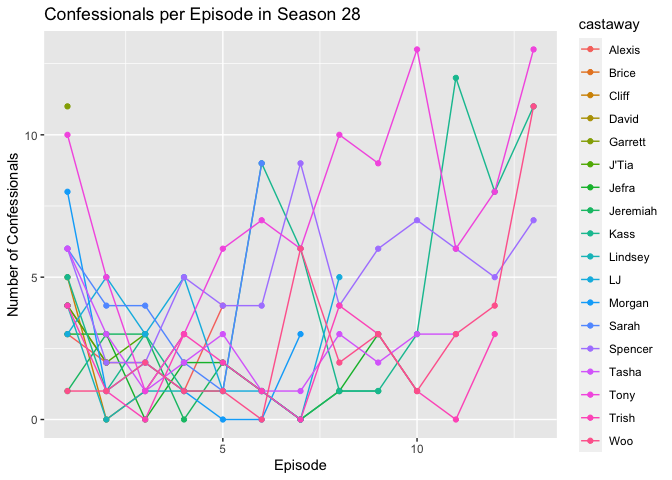 Confessionals per Episode in Season 28
Number of Confessionals
10
5
0
5
10
Episode
castaway
Alexis
Brice
Cliff
David
Garrett
J'Tia
Jefra
Jeremiah
Kass
Lindsey
LJ
Morgan
Sarah
Spencer
Tasha
Tony
Trish
Woo